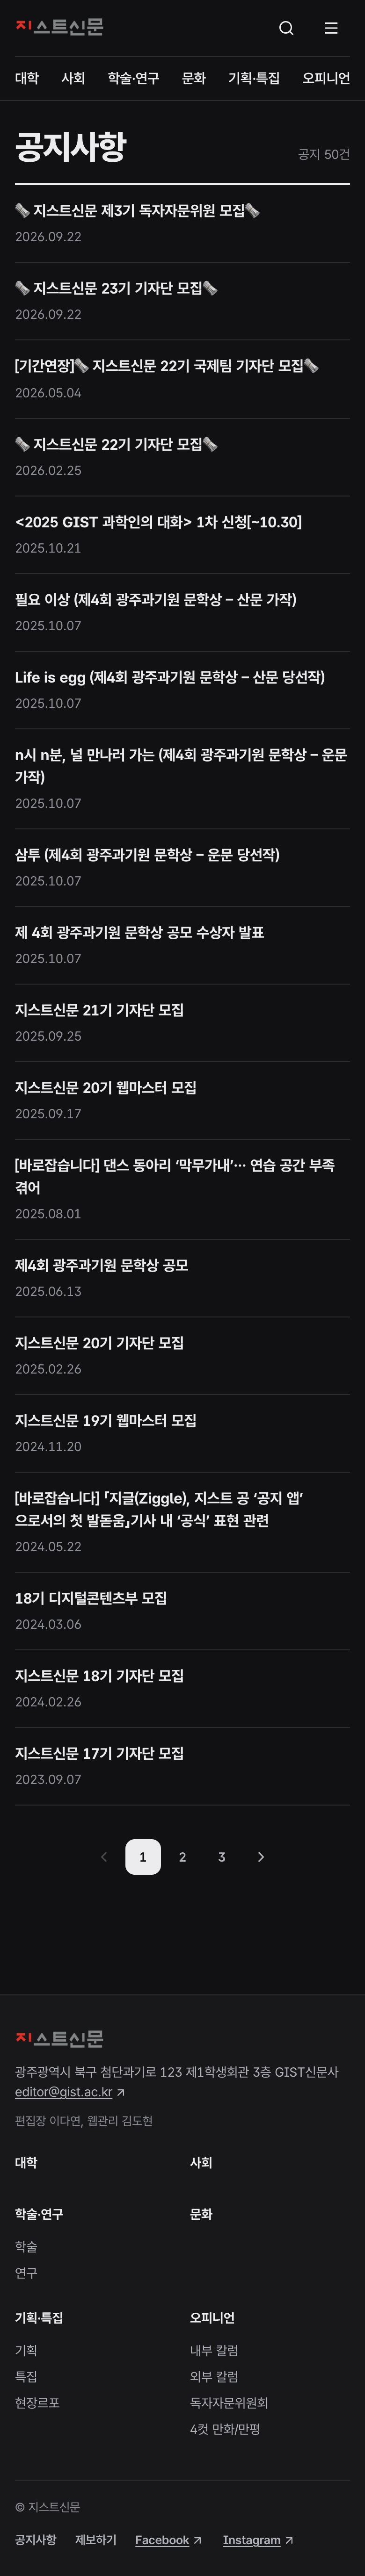 지스트신문
대학 사회 학술·연구 문화 기획·특집 오피니언
공지사항
공지 50건
🗞️ 지스트신문 제3기 독자자문위원 모집🗞️
2026.09.22
🗞️ 지스트신문 23기 기자단 모집🗞️
2026.09.22
[기간연장]🗞️ 지스트신문 22기 국제팀 기자단 모집🗞️
2026.05.04
🗞️ 지스트신문 22기 기자단 모집🗞️
2026.02.25
<2025 GIST 과학인의 대화> 1차 신청[~10.30]
2025.10.21
필요 이상 (제4회 광주과기원 문학상 – 산문 가작)
2025.10.07
Life is egg (제4회 광주과기원 문학상 – 산문 당선작)
2025.10.07
n시 n분, 널 만나러 가는 (제4회 광주과기원 문학상 – 운문
가작)
2025.10.07
삼투 (제4회 광주과기원 문학상 – 운문 당선작)
2025.10.07
제 4회 광주과기원 문학상 공모 수상자 발표
2025.10.07
지스트신문 21기 기자단 모집
2025.09.25
지스트신문 20기 웹마스터 모집
2025.09.17
[바로잡습니다] 댄스 동아리 ‘막무가내’… 연습 공간 부족
겪어
2025.08.01
제4회 광주과기원 문학상 공모
2025.06.13
지스트신문 20기 기자단 모집
2025.02.26
지스트신문 19기 웹마스터 모집
2024.11.20
[바로잡습니다] 「지글(Ziggle), 지스트 공 ‘공지 앱’
으로서의 첫 발돋움」기사 내 ‘공식’ 표현 관련
2024.05.22
18기 디지털콘텐츠부 모집
2024.03.06
지스트신문 18기 기자단 모집
2024.02.26
지스트신문 17기 기자단 모집
2023.09.07
1 2 3
지스트신문
광주광역시 북구 첨단과기로 123 제1학생회관 3층 GIST신문사
editor@gist.ac.kr
편집장 이다연, 웹관리 김도현
대학 사회
학술·연구 문화
학술
연구
기획·특집 오피니언
기획 내부 칼럼
특집 외부 칼럼
현장르포 독자자문위원회
4컷 만화/만평
© 지스트신문
공지사항 제보하기 Facebook Instagram